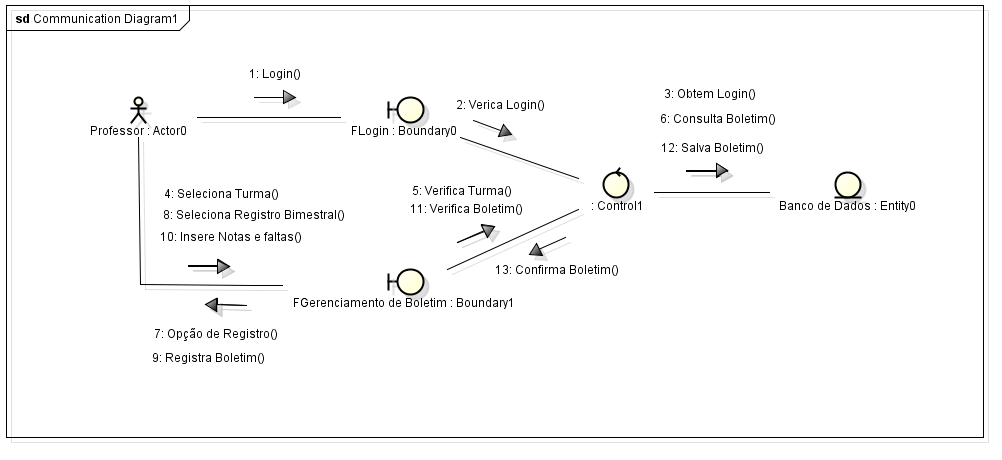 sd Communication Diagram1
1: Login()
Professor : Actor0
FLogin : Boundary0
2: Verica Login()
3: Obtem Login()
6: Consulta Boletim()
12: Salva Boletim()
: Control1
Banco de Dados : Entity0
4: Seleciona Turma()
8: Seleciona Registro Bimestral()
10: Insere Notas e faltas()
5: Verifica Turma()
11: Verifica Boletim()
13: Confirma Boletim()
FGerenciamento de Boletim : Boundary1
7: Opção de Registro()
9: Registra Boletim()